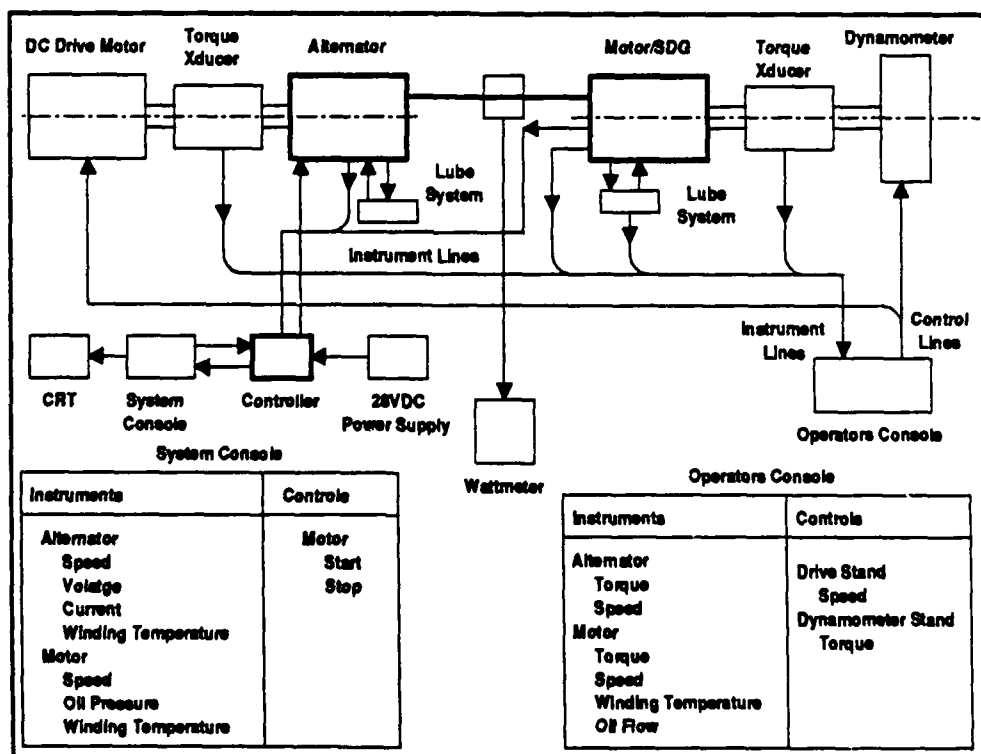 DC Drive Motor
Torque
Xducer
Alternator
Motor/SDG
Torque
Xducer
Dynamometer
Lube
System
Lube
System
Instrument Lines
Instrument
Lines
Control
Lines
CRT
System
Console
Controller
28VDC
Power Supply
Wattmeter
Operators Console
System Console
Instruments
Controls
Alternator
Speed
Volatge
Current
Winding Temperature
Motor
Speed
Oil Pressure
Winding Temperature
Motor
Start
Stop
Operators Console
Instruments
Controls
Alternator
Torque
Speed
Motor
Torque
Speed
Winding Temperature
Oil Flow
Drive Stand
Speed
Dynamometer Stand
Torque